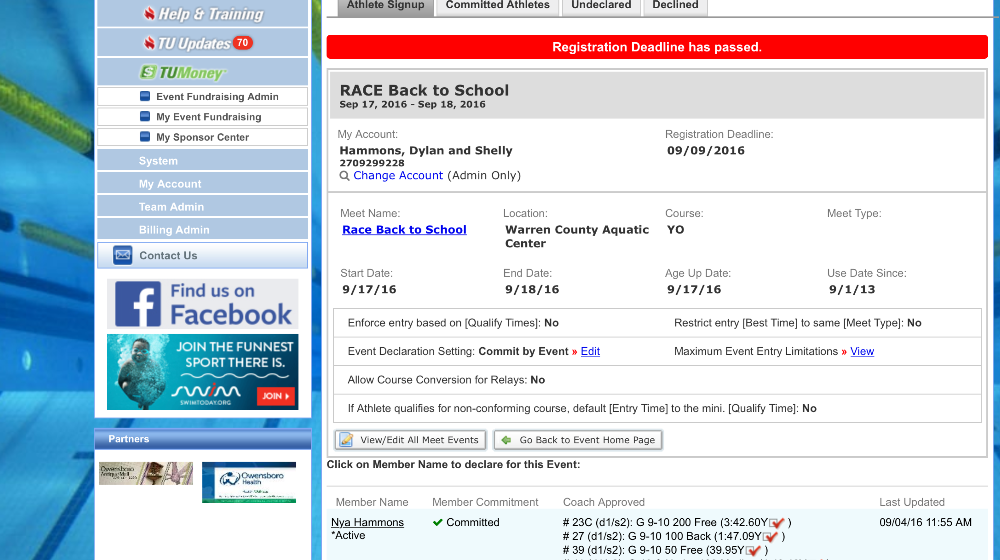 Help & Training
TU Updates 70
TUMoney
Event Fundraising Admin
My Event Fundraising
My Sponsor Center
System
My Account
Team Admin
Billing Admin
Contact Us
Find us on
Facebook
JOIN THE FUNNEST
SPORT THERE IS.
swim
SWIMTODAY.ORG
JOIN
Partners
Owensboro
Antique Mall
Owensboro
Health
Athlete Signup
Committed Athletes
Undeclared
Declined
Registration Deadline has passed.
RACE Back to School
Sep 17, 2016 - Sep 18, 2016
My Account:
Hammons, Dylan and Shelly
2709299228
Change Account (Admin Only)
Registration Deadline:
09/09/2016
Meet Name:
Race Back to School
Location:
Warren County Aquatic
Center
Course:
YO
Meet Type:
Start Date:
9/17/16
End Date:
9/18/16
Age Up Date:
9/17/16
Use Date Since:
9/1/13
Enforce entry based on [Qualify Times]: No
Restrict entry [Best Time] to same [Meet Type]: No
Event Declaration Setting: Commit by Event » Edit
Maximum Event Entry Limitations » View
Allow Course Conversion for Relays: No
If Athlete qualifies for non-conforming course, default [Entry Time] to the mini. [Qualify Time]: No
View/Edit All Meet Events
Go Back to Event Home Page
Click on Member Name to declare for this Event:
Member Name
Member Commitment
Coach Approved
Last Updated
Nya Hammons
*Active
Committed
# 23C (d1/s2): G 9-10 200 Free (3:42.60Y )
# 27 (d1/s2): G 9-10 100 Back (1:47.09Y )
# 39 (d1/s2): G 9-10 50 Free (39.95Y )
09/04/16 11:55 AM